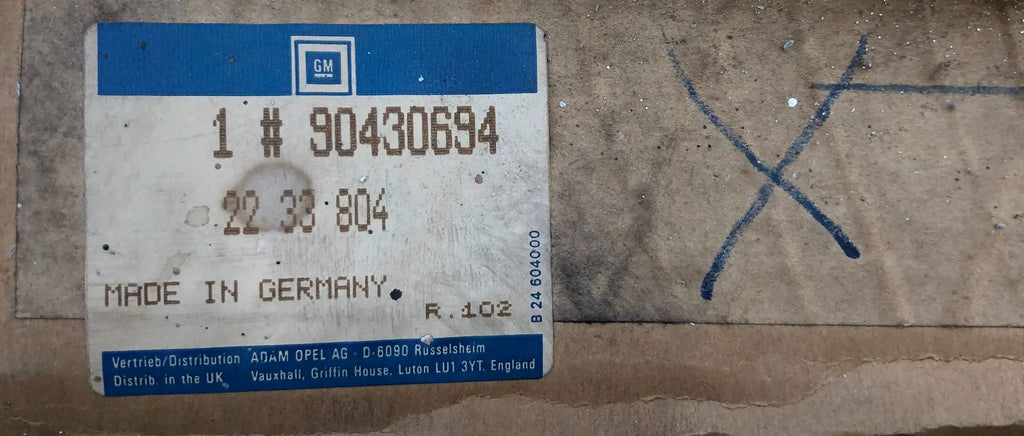 GM
1 # 90430694
22 33 804
MADE IN GERMANY
R.102
B 24 604000
Vertrieb/Distribution ADAM OPEL AG · D-6090 Rüsselsheim
Distrib. in the UK Vauxhall, Griffin House, Luton LU1 3YT. England
X